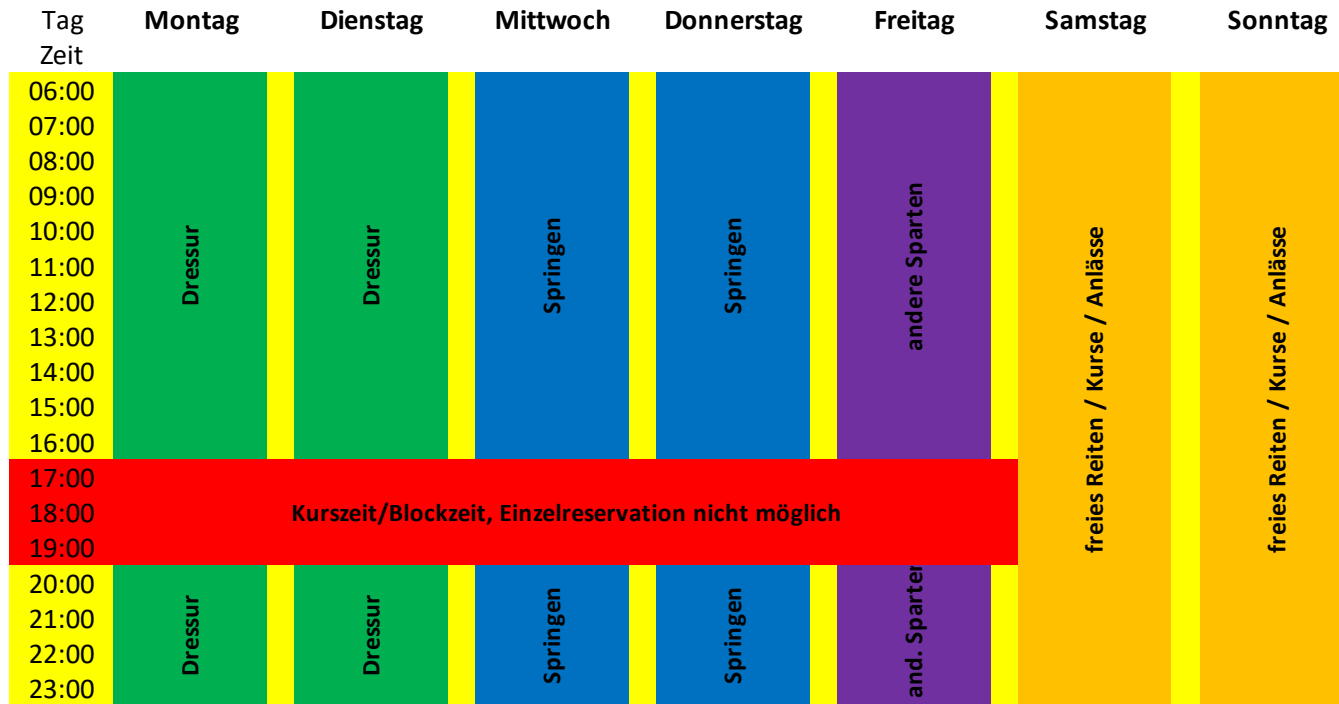 Tag Montag Dienstag Mittwoch Donnerstag Freitag Samstag Sonntag
Zeit
06:00
07:00
08:00
09:00
10:00
11:00
12:00
13:00
14:00
15:00
16:00
Dressur
Dressur
Springen
Springen
andere Sparten
freies Reiten / Kurse / Anlässe
freies Reiten / Kurse / Anlässe
17:00
18:00 Kurszeit/Blockzeit, Einzelreservation nicht möglich
19:00
20:00
21:00
22:00
23:00
Dressur
Dressur
Springen
Springen
and. Sparten